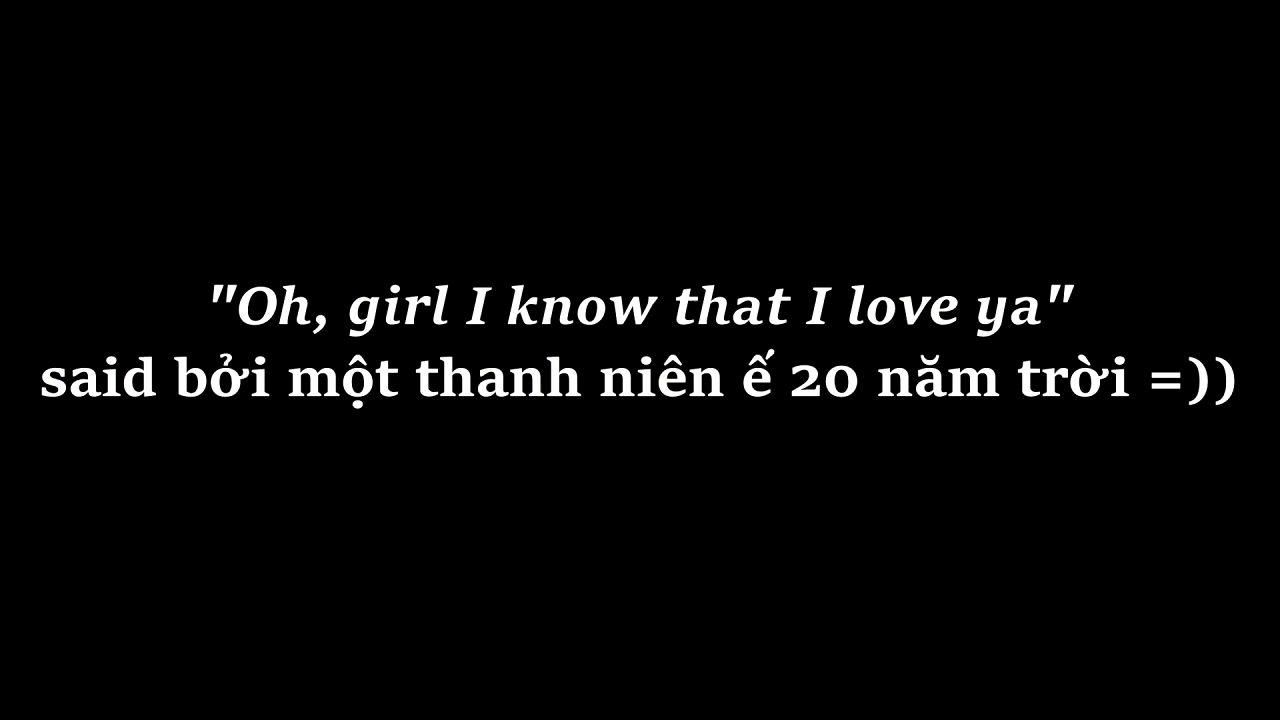 "Oh, girl I know that I love ya"
said bởi một thanh niên ế 20 năm trời =))